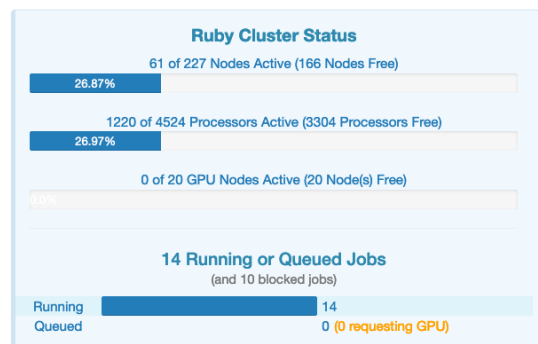 Ruby Cluster Status
61 of 227 Nodes Active (166 Nodes Free)
26.87%
1220 of 4524 Processors Active (3304 Processors Free)
26.97%
0 of 20 GPU Nodes Active (20 Node(s) Free)
0.0%
14 Running or Queued Jobs
(and 10 blocked jobs)
Running 14
Queued 0 (0 requesting GPU)